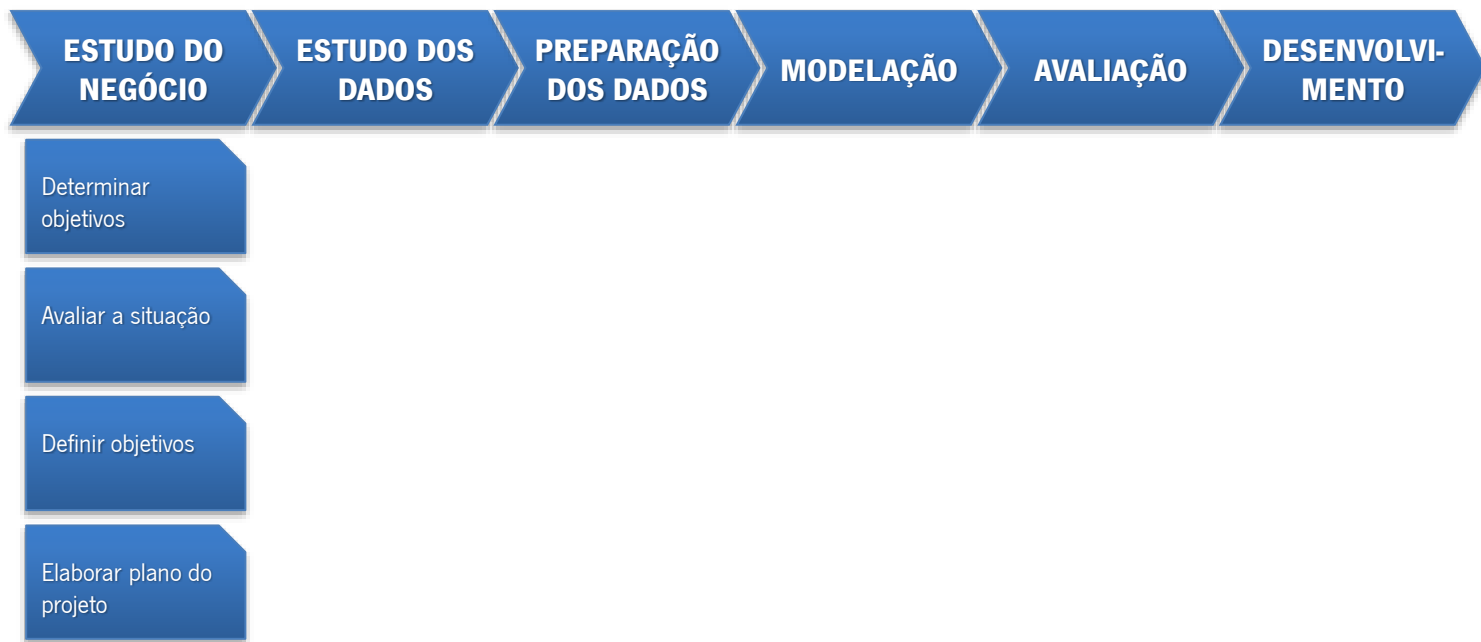 ESTUDO DO
NEGÓCIO
ESTUDO DOS
DADOS
PREPARAÇÃO
DOS DADOS
MODELAÇÃO
AVALIAÇÃO
DESENVOLVI-
MENTO
Determinar
objetivos
Avaliar a situação
Definir objetivos
Elaborar plano do
projeto